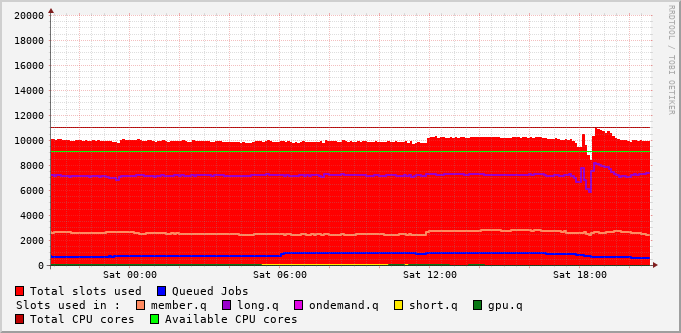 20000
18000
16000
14000
12000
10000
8000
6000
4000
2000
0
Sat 00:00 Sat 06:00 Sat 12:00 Sat 18:00
Total slots used Queued Jobs
Slots used in : member.q long.q ondemand.q short.q gpu.q
Total CPU cores Available CPU cores
RRDTOOL / TOBI OETIKER